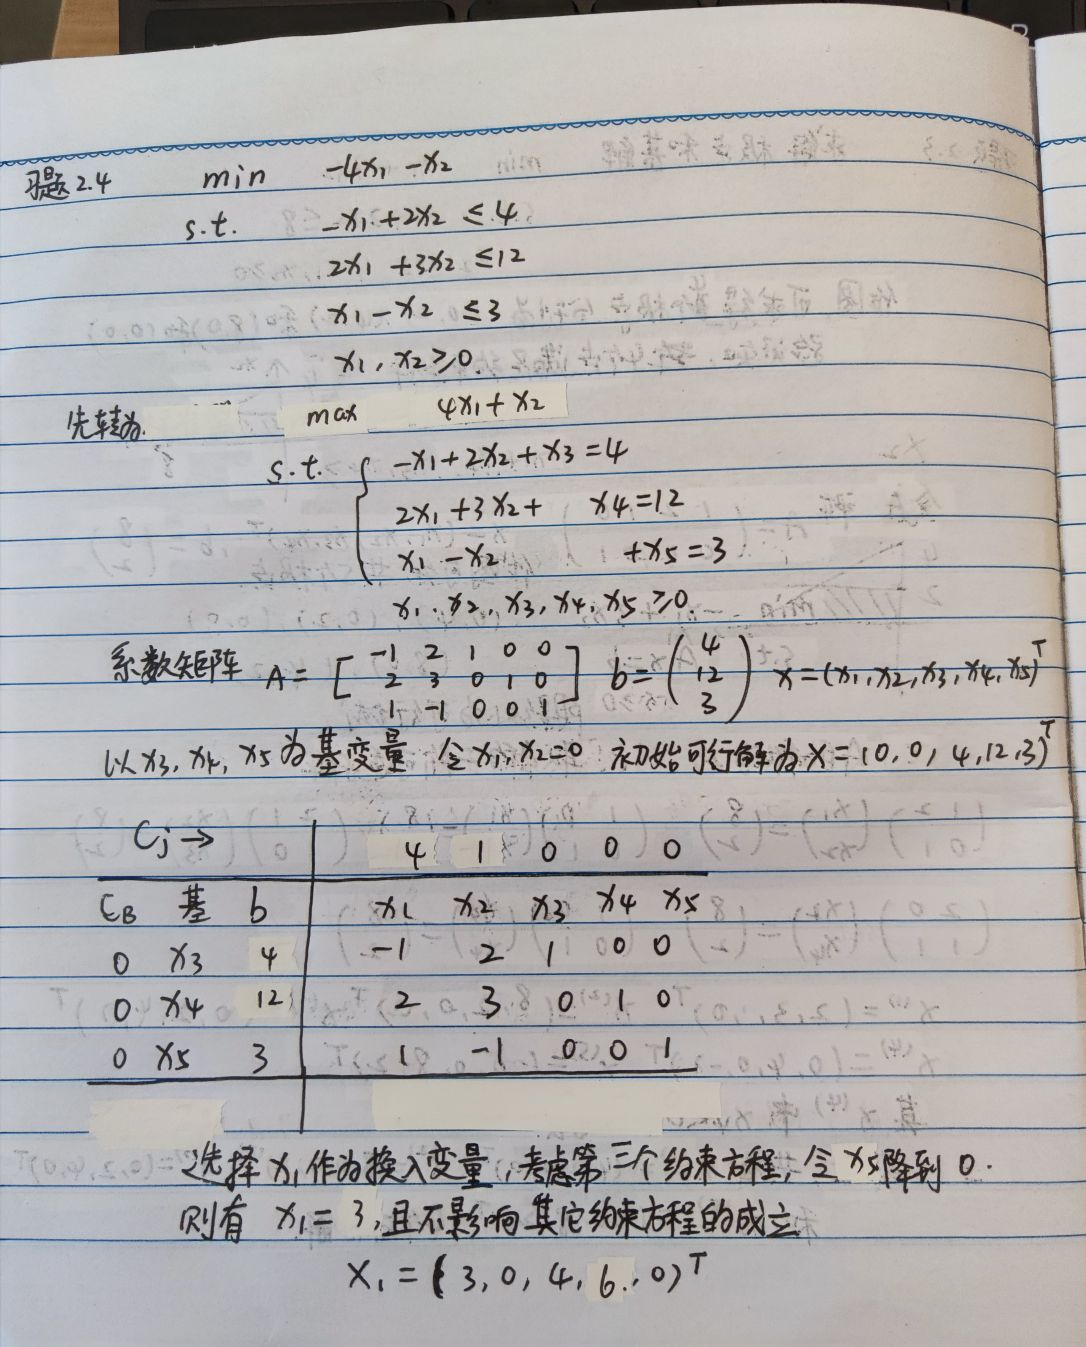 习题2.4 min -4x₁ -x₂
s.t. -x₁+2x₂ ≤4
2x₁+3x₂ ≤12
x₁-x₂ ≤3
x₁,x₂≥0.
先转为. max 4x₁+x₂
s.t. { -x₁+2x₂+x₃=4
2x₁+3x₂+ x₄=12
x₁-x₂ +x₅=3
x₁,x₂,x₃,x₄,x₅≥0
系数矩阵 A= [-1 2 1 0 0; 2 3 0 1 0; 1 -1 0 0 1] b=(4 12 3) x=(x₁,x₂,x₃,x₄,x₅)ᵀ
以x₃,x₄,x₅为基变量 令x₁,x₂=0 初始可行解为X=(0,0,4,12,3)ᵀ
Cj→ 4 1 0 0 0
CB 基 b x₁ x₂ x₃ x₄ x₅
0 x₃ 4 -1 2 1 0 0
0 x₄ 12 2 3 0 1 0
0 x₅ 3 1 -1 0 0 1
选择x₁作为换入变量,考虑第三个约束方程,令x₅降到0.
则有 x₁=3,且不影响其它约束方程的成立
X₁=(3,0,4,6,0)ᵀ